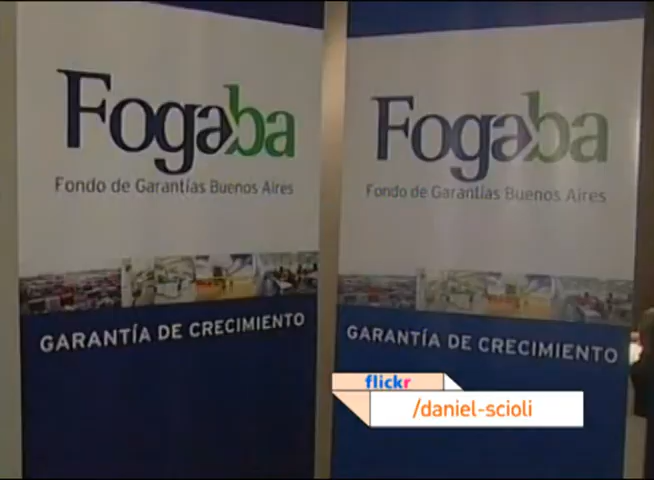 Fogaba
Fondo de Garantías Buenos Aires
GARANTÍA DE CRECIMIENTO
Fogaba
Fondo de Garantías Buenos Aires
GARANTÍA DE CRECIMIENTO
flickr
/daniel-scioli